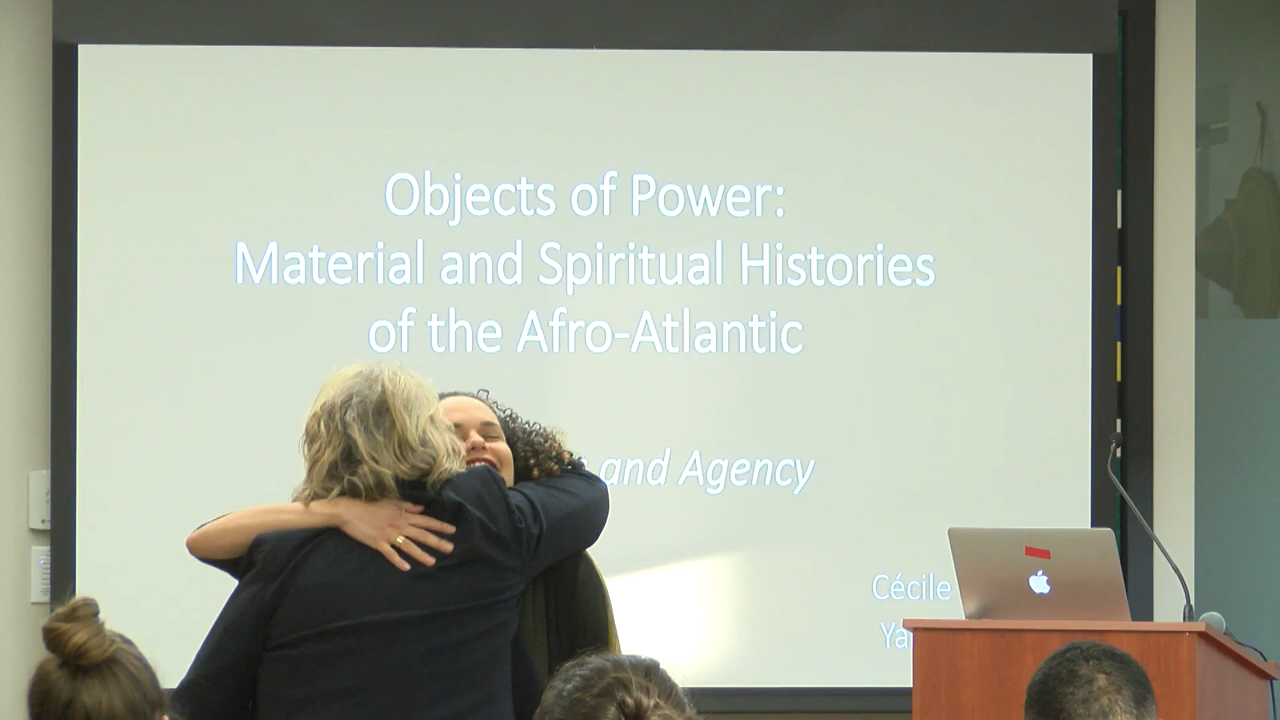 Objects of Power:
Material and Spiritual Histories
of the Afro-Atlantic
and Agency
Cécile